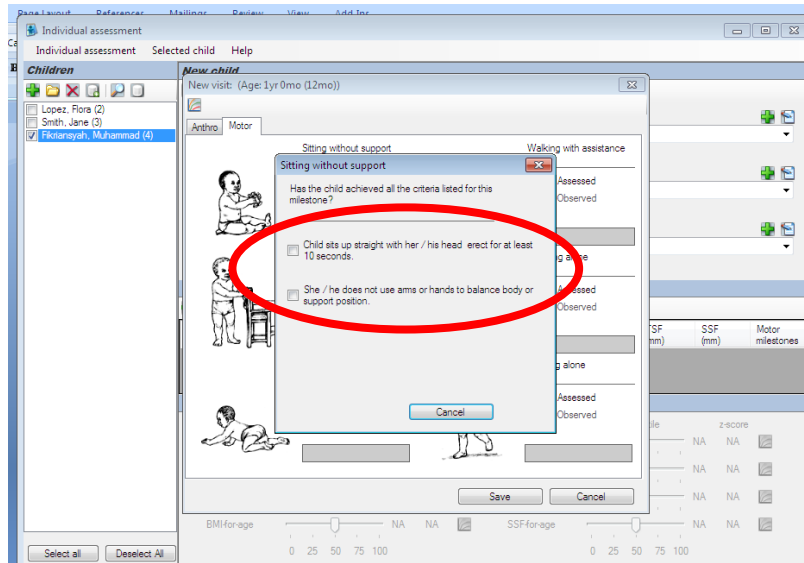 Page Layout References Mailings Review View Add-Ins
Individual assessment
Individual assessment Selected child Help
Children
New child
New visit: (Age: 1yr 0mo (12mo))
Lopez, Flora (2)
Smith, Jane (3)
Fikriansyah, Muhammad (4)
Anthro Motor
Sitting without support Walking with assistance
Sitting without support
Has the child achieved all the criteria listed for this
milestone?
Child sits up straight with her / his head erect for at least
10 seconds.
She / he does not use arms or hands to balance body or
support position.
Cancel
Assessed
Observed
alone
Assessed
Observed
alone
Assessed
Observed
SSF
(mm)
Motor
milestones
z-score
NA NA
NA NA
NA NA
NA NA
Save Cancel
BMI-for-age NA NA SSF-for-age
0 25 50 75 100 0 25 50 75 100
Select all Deselect All